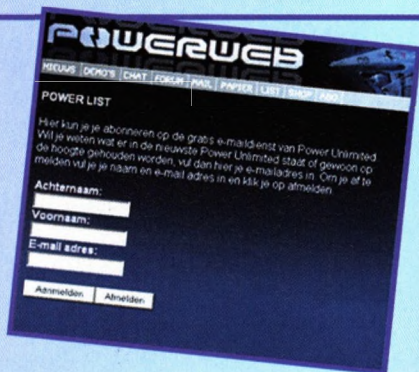 POWERWEB
NIEUWS DEMO'S CHAT FORUM MAIL PAPIER LIST SHOP ABO
POWER LIST
Hier kun je je abonneren op de gratis e-maildienst van Power Unlimited.
Wil je weten wat er in de nieuwste Power Unlimited staat of gewoon op
de hoogte gehouden worden, vul dan hier je e-mailadres in. Om je af te
melden vul je je naam en e-mail adres in en klik je op afmelden.
Achternaam:
Voornaam:
E-mail adres:
Aanmelden Afmelden